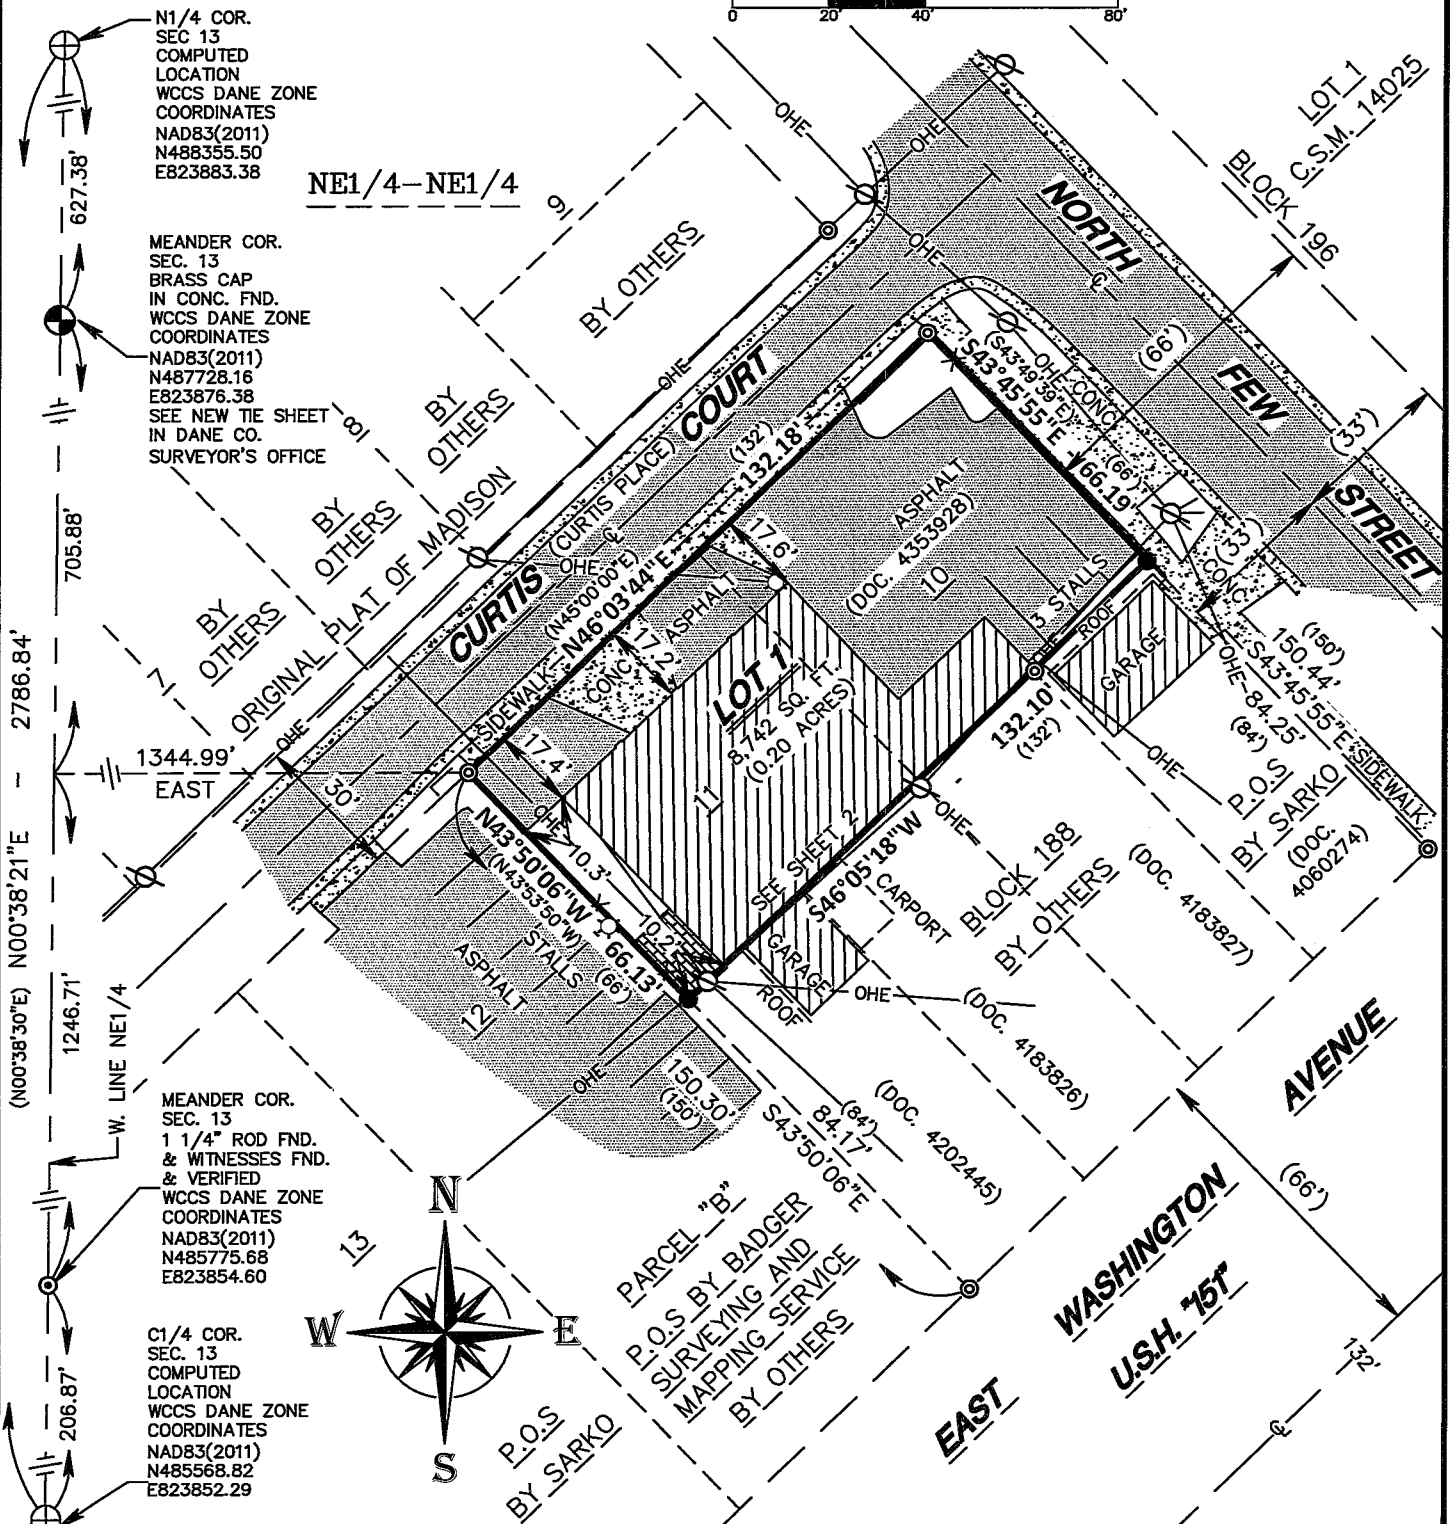 0 20' 40' 80'
N1/4 COR.
SEC 13
COMPUTED
LOCATION
WCCS DANE ZONE
COORDINATES
NAD83(2011)
N488355.50
E823883.38
627.38'
NE1/4-NE1/4
MEANDER COR.
SEC. 13
BRASS CAP
IN CONC. FND.
WCCS DANE ZONE
COORDINATES
NAD83(2011)
N487728.16
E823876.38
SEE NEW TIE SHEET
IN DANE CO.
SURVEYOR'S OFFICE
705.88'
(N00°38'30"E) N00°38'21"E - 2786.84'
1344.99'
EAST
1246.71'
W. LINE NE1/4
MEANDER COR.
SEC. 13
1 1/4" ROD FND.
& WITNESSES FND.
& VERIFIED
WCCS DANE ZONE
COORDINATES
NAD83(2011)
N485775.68
E823854.60
C1/4 COR.
SEC. 13
COMPUTED
LOCATION
WCCS DANE ZONE
COORDINATES
NAD83(2011)
N485568.82
E823852.29
206.87'
9
BY OTHERS
8
BY
OTHERS
BY
OTHERS
7
BY
OTHERS
ORIGINAL PLAT OF MADISON
OHE
OHE
OHE
OHE
OHE
LOT 1
C.S.M. 14025
BLOCK 196
NORTH
FEW
STREET
℄
(66')
(33')
(33')
CURTIS
(CURTIS PLACE)
COURT
℄
OHE
30'
SIDEWALK
(N45°00'00"E)
N46°03'44"E
(132')
132.18'
S43°45'55"E
(S43°49'39"E)
66.19'
(66')
OHE
CONC
CONC
ASPHALT
(DOC. 4353928)
10
3 STALLS
17.6'
17.2'
17.4'
ASPHALT
CONC
LOT 1
8,742 SQ. FT.
(0.20 ACRES)
11
SEE SHEET 2
S46°05'18"W
132.10'
(132')
OHE
ROOF
GARAGE
N43°50'06"W
(N43°53'50"W)
66.13'
(66')
OHE
10.3'
10.2'
STALLS
ASPHALT
12
GARAGE
ROOF
CARPORT
OHE
OHE
OHE
OHE
BLOCK 188
BY OTHERS
(DOC. 4183827)
(DOC. 4183826)
(DOC. 4202445)
(150')
150.44'
S43°45'55"E
OHE
84.25'
(84')
SIDEWALK
P.O.S
BY SARKO
(DOC.
4060274)
150.30'
(150')
(84')
84.17'
S43°50'06"E
PARCEL "B"
P.O.S BY BADGER
SURVEYING AND
MAPPING SERVICE
BY OTHERS
P.O.S
BY SARKO
13
N
W
E
S
EAST
WASHINGTON
AVENUE
U.S.H. "151"
(66')
132'
℄